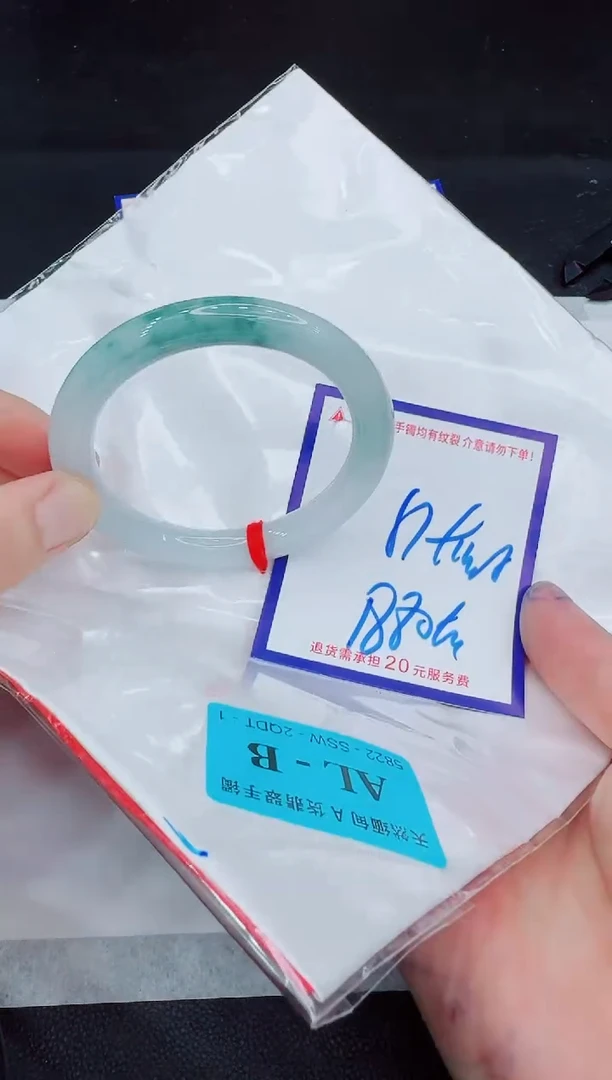 手镯均有纹裂介意请勿下单!
退货需承担20元服务费
天然缅甸A货翡翠手镯
AL-B
5822-SSW-2QDT-1